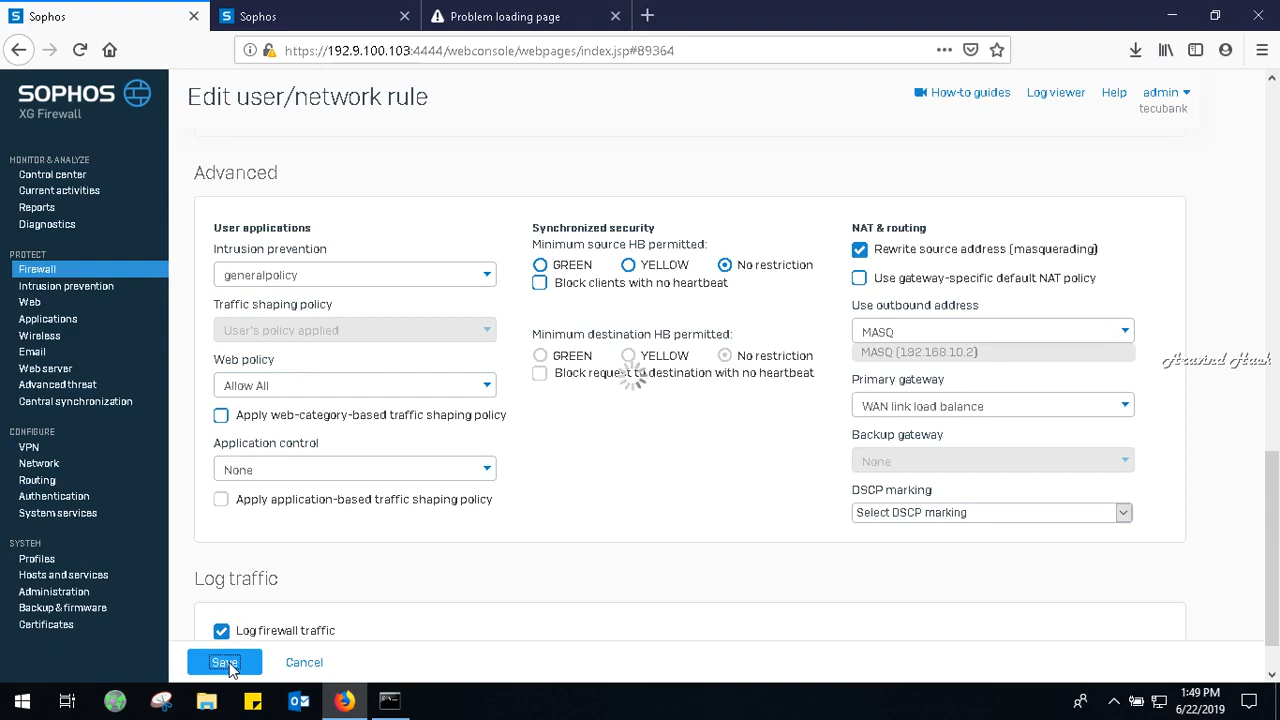 Sophos
Sophos
Problem loading page
https://192.9.100.103:4444/webconsole/webpages/index.jsp#89364
SOPHOS
XG Firewall
Edit user/network rule
How-to guides
Log viewer
Help
admin
tecubank
MONITOR & ANALYZE
Control center
Current activities
Reports
Diagnostics
PROTECT
Firewall
Intrusion prevention
Web
Applications
Wireless
Email
Web server
Advanced threat
Central synchronization
CONFIGURE
VPN
Network
Routing
Authentication
System services
SYSTEM
Profiles
Hosts and services
Administration
Backup & firmware
Certificates
Advanced
User applications
Intrusion prevention
generalpolicy
Traffic shaping policy
User's policy applied
Web policy
Allow All
Apply web-category-based traffic shaping policy
Application control
None
Apply application-based traffic shaping policy
Synchronized security
Minimum source HB permitted:
GREEN YELLOW No restriction
Block clients with no heartbeat
Minimum destination HB permitted:
GREEN YELLOW No restriction
Block request to destination with no heartbeat
NAT & routing
Rewrite source address (masquerading)
Use gateway-specific default NAT policy
Use outbound address
MASQ
MASQ (192.168.10.2)
Primary gateway
WAN link load balance
Backup gateway
None
DSCP marking
Select DSCP marking
Aravind Hack
Log traffic
Log firewall traffic
Save
Cancel
1:49 PM
6/22/2019